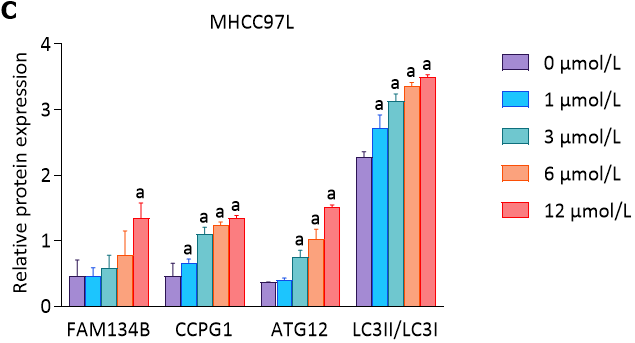 C
MHCC97L
Relative protein expression
4
3
2
1
0
a
a a a a
a a a
a a a a
FAM134B CCPG1 ATG12 LC3II/LC3I
0 μmol/L
1 μmol/L
3 μmol/L
6 μmol/L
12 μmol/L